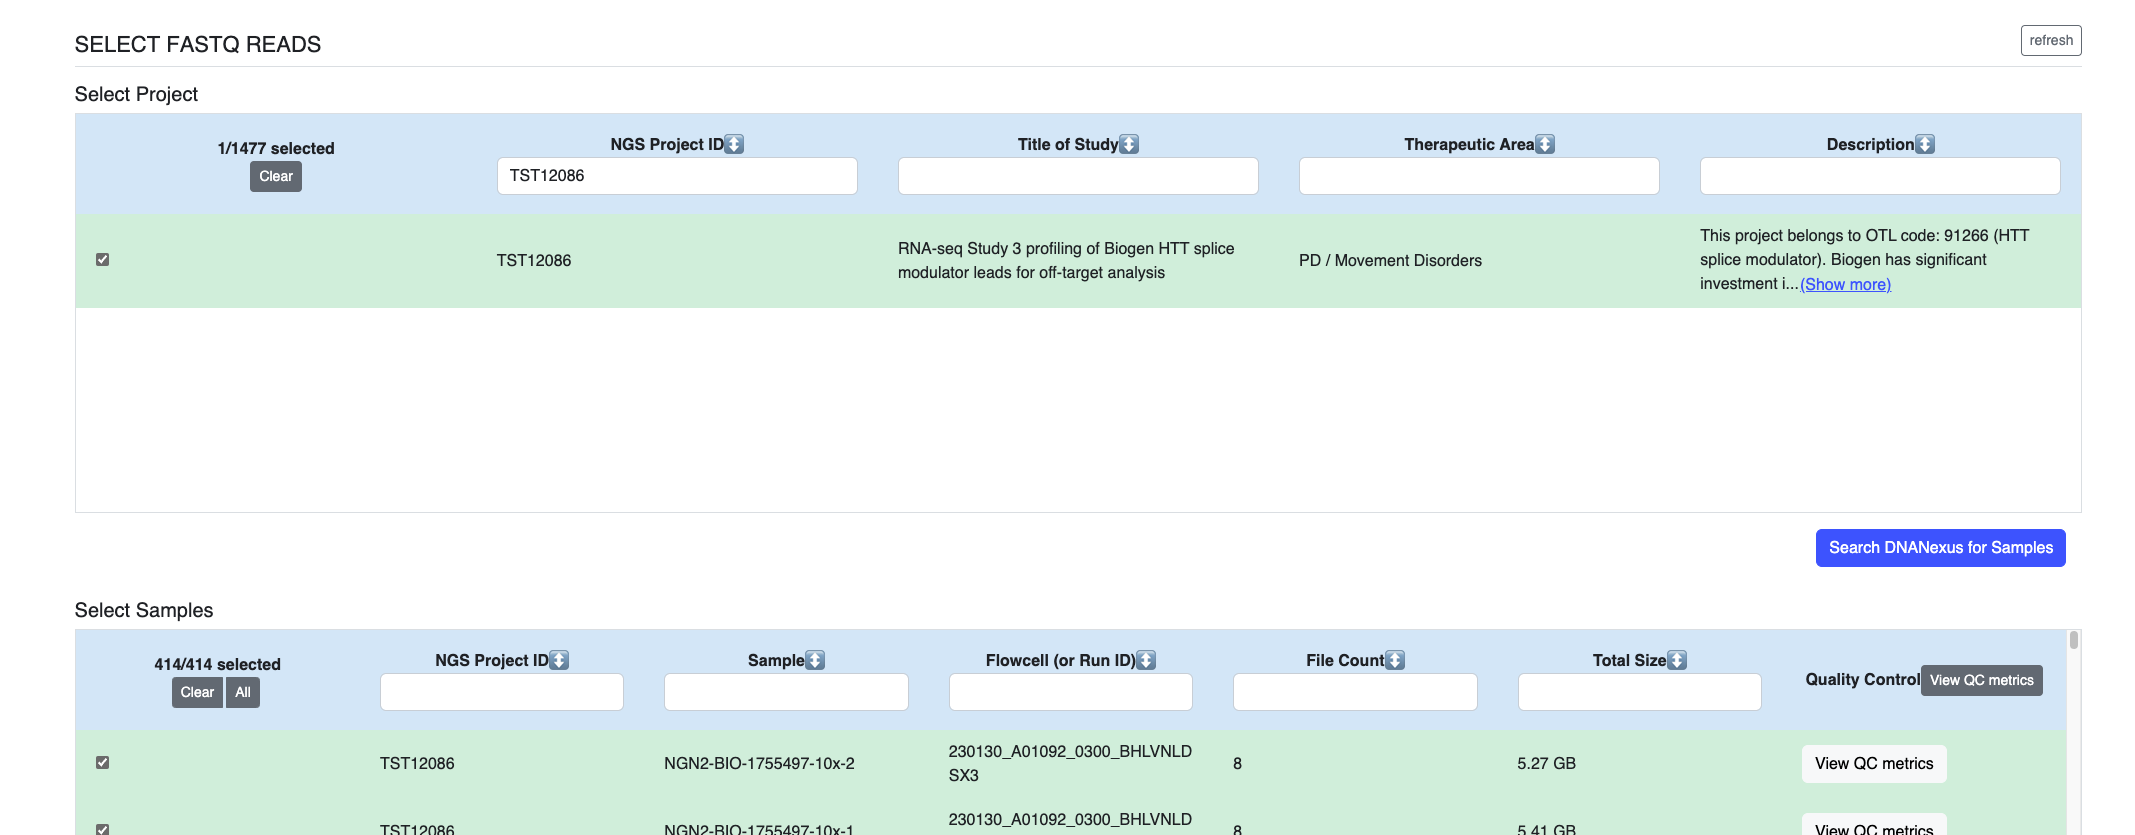 SELECT FASTQ READS
refresh
Select Project
1/1477 selected
Clear
NGS Project ID
TST12086
Title of Study
Therapeutic Area
Description
TST12086
RNA-seq Study 3 profiling of Biogen HTT splice
modulator leads for off-target analysis
PD / Movement Disorders
This project belongs to OTL code: 91266 (HTT
splice modulator). Biogen has significant
investment i...(Show more)
Search DNANexus for Samples
Select Samples
414/414 selected
Clear All
NGS Project ID
Sample
Flowcell (or Run ID)
File Count
Total Size
Quality Control View QC metrics
TST12086
NGN2-BIO-1755497-10x-2
230130_A01092_0300_BHLVNLD
SX3
8
5.27 GB
View QC metrics
TST12086
NGN2-BIO-1755497-10x-1
230130_A01092_0300_BHLVNLD
8
5.41 GB
View QC metrics